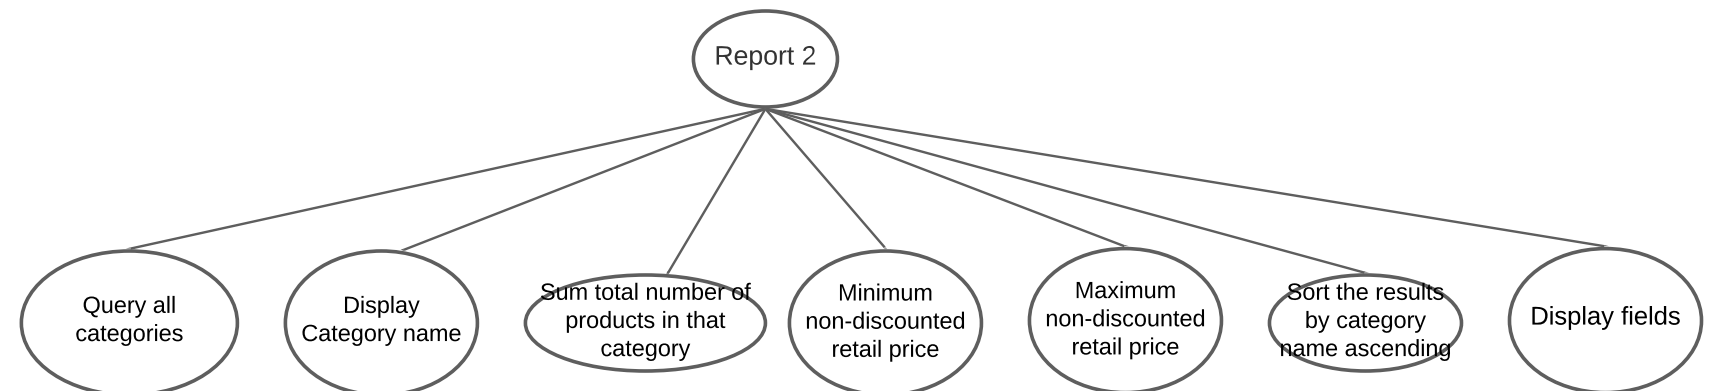 Report 2
Query all
categories
Display
Category name
Sum total number of
products in that
category
Minimum
non-discounted
retail price
Maximum
non-discounted
retail price
Sort the results
by category
name ascending
Display fields